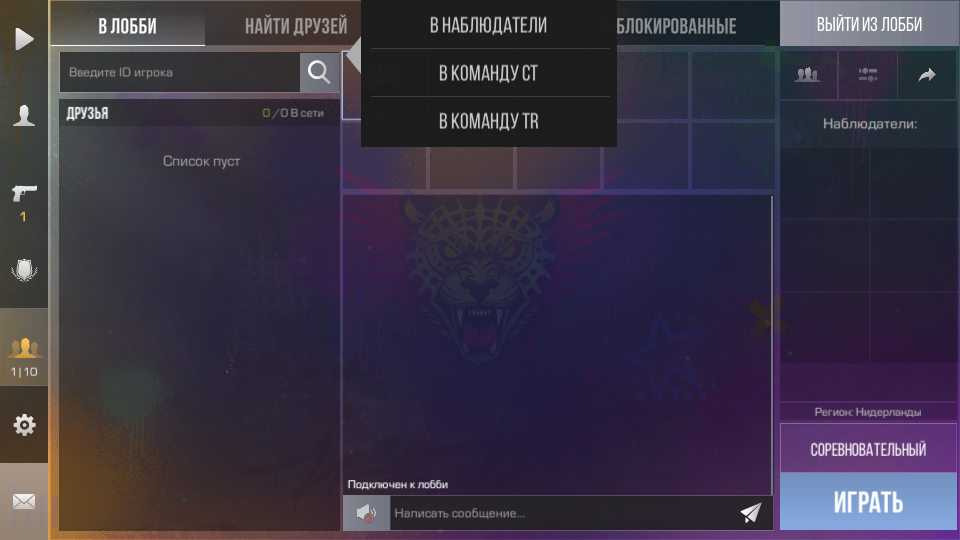 В ЛОББИ
НАЙТИ ДРУЗЕЙ
БЛОКИРОВАННЫЕ
ВЫЙТИ ИЗ ЛОББИ
В НАБЛЮДАТЕЛИ
В КОМАНДУ CT
В КОМАНДУ TR
Введите ID игрока
ДРУЗЬЯ
0/0 В сети
Список пуст
1
1|10
Наблюдатели:
Регион: Нидерланды
СОРЕВНОВАТЕЛЬНЫЙ
ИГРАТЬ
Подключен к лобби
Написать сообщение...